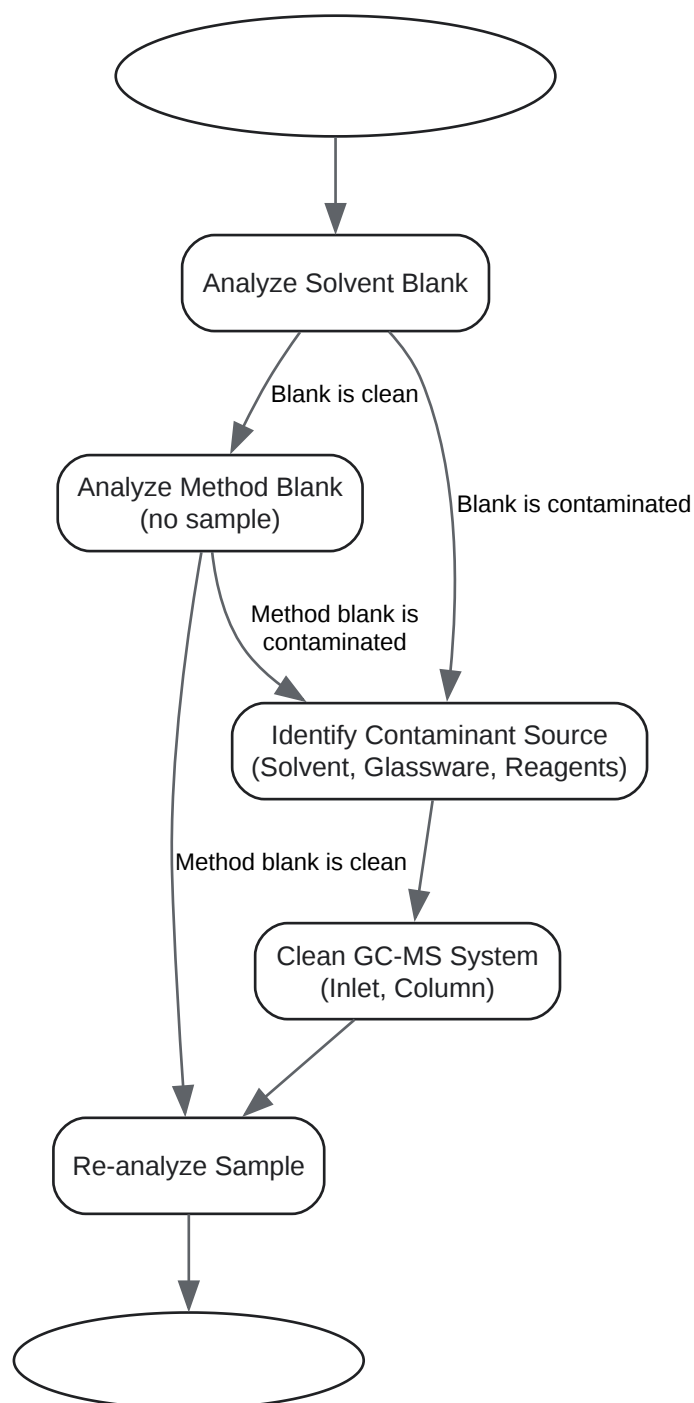 Analyze Solvent Blank
Blank is clean
Analyze Method Blank
(no sample)
Blank is contaminated
Method blank is
contaminated
Identify Contaminant Source
(Solvent, Glassware, Reagents)
Method blank is clean
Clean GC-MS System
(Inlet, Column)
Re-analyze Sample